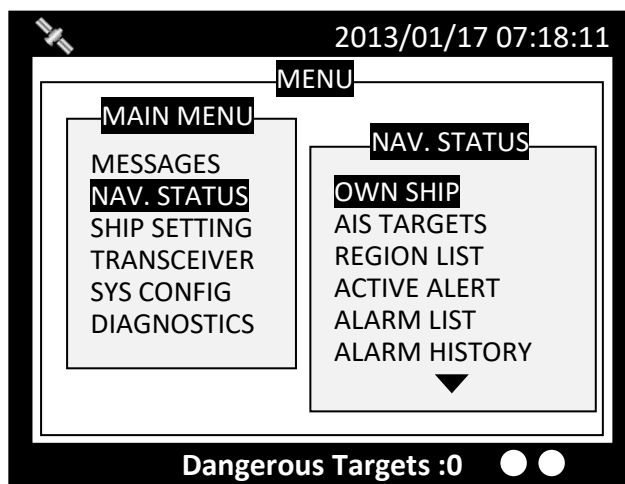 2013/01/17 07:18:11
MENU
MAIN MENU
MESSAGES
NAV. STATUS
SHIP SETTING
TRANSCEIVER
SYS CONFIG
DIAGNOSTICS
NAV. STATUS
OWN SHIP
AIS TARGETS
REGION LIST
ACTIVE ALERT
ALARM LIST
ALARM HISTORY
Dangerous Targets :0